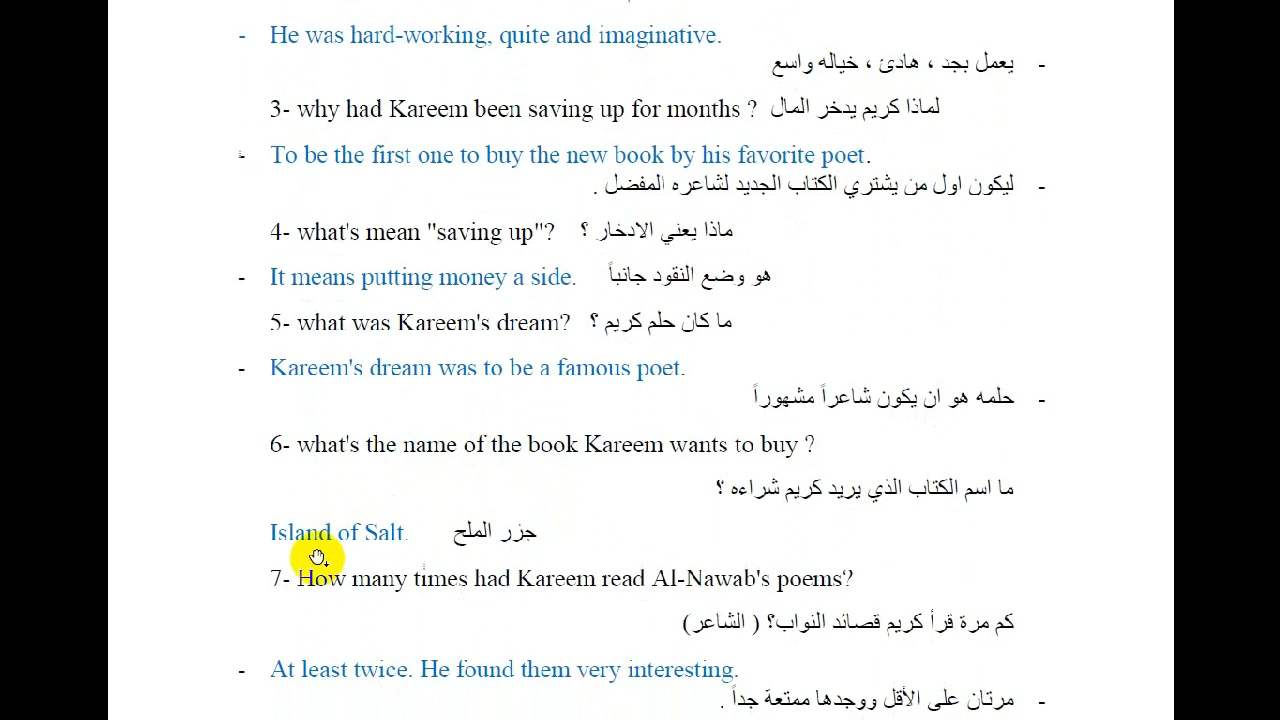 - He was hard-working, quite and imaginative.
- يعمل بجد ، هادئ ، خياله واسع
3- why had Kareem been saving up for months ? لماذا كريم يدخر المال
- To be the first one to buy the new book by his favorite poet.
- ليكون اول من يشتري الكتاب الجديد لشاعره المفضل .
4- what's mean "saving up"? ماذا يعني الادخار ؟
- It means putting money a side. هو وضع النقود جانباً
5- what was Kareem's dream? ما كان حلم كريم ؟
- Kareem's dream was to be a famous poet.
- حلمه هو ان يكون شاعراً مشهوراً
6- what's the name of the book Kareem wants to buy ?
ما اسم الكتاب الذي يريد كريم شراءه ؟
Island of Salt. جزر الملح
7- How many times had Kareem read Al-Nawab's poems?
كم مرة قرأ كريم قصائد النواب؟ ( الشاعر)
- At least twice. He found them very interesting.
- مرتان على الأقل ووجدها ممتعة جداً .